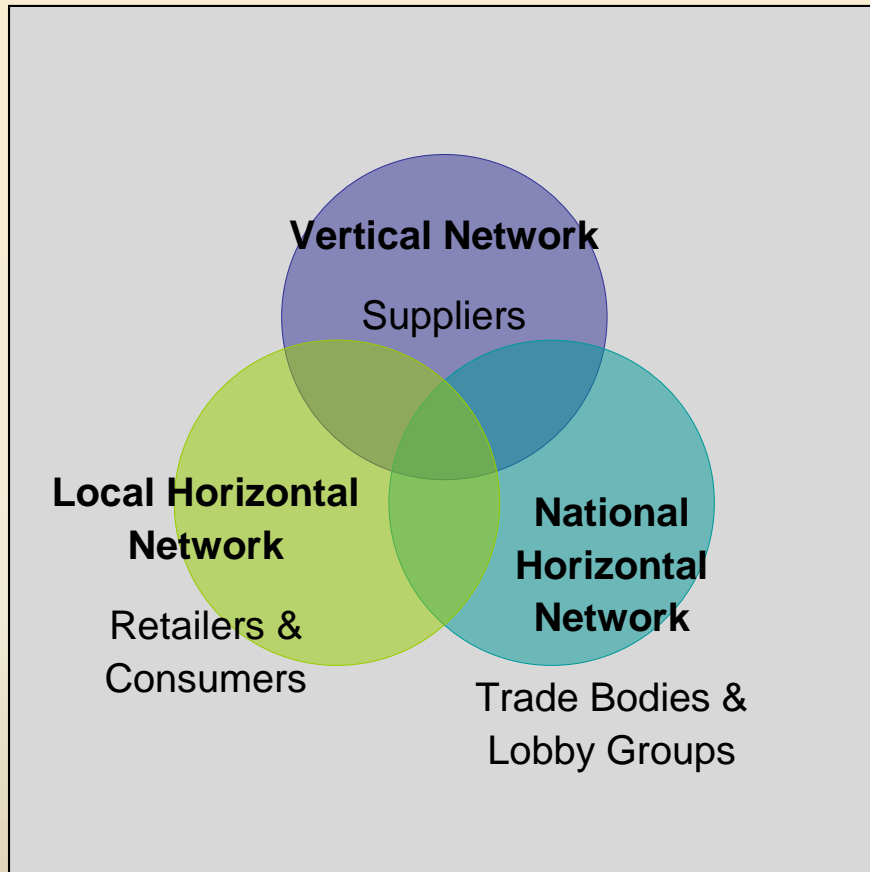 Vertical Network
Suppliers
Local Horizontal
Network
Retailers &
Consumers
National
Horizontal
Network
Trade Bodies &
Lobby Groups